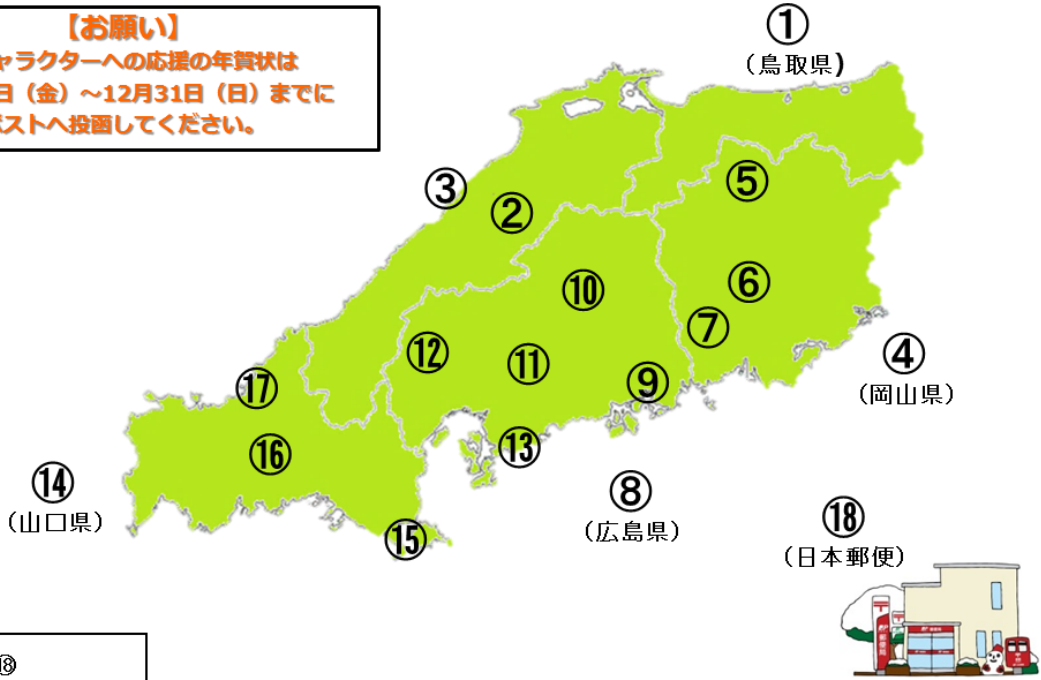 【お願い】
ャラクターへの応援の年賀状は
日（金）～12月31日（日）までに
ポストへ投函してください。
①
（鳥取県）
③
②
⑤
⑥
⑩
⑦
④
（岡山県）
⑫
⑪
⑨
⑰
⑯
⑬
⑭
（山口県）
⑧
（広島県）
⑮
⑱
（日本郵便）
⑱